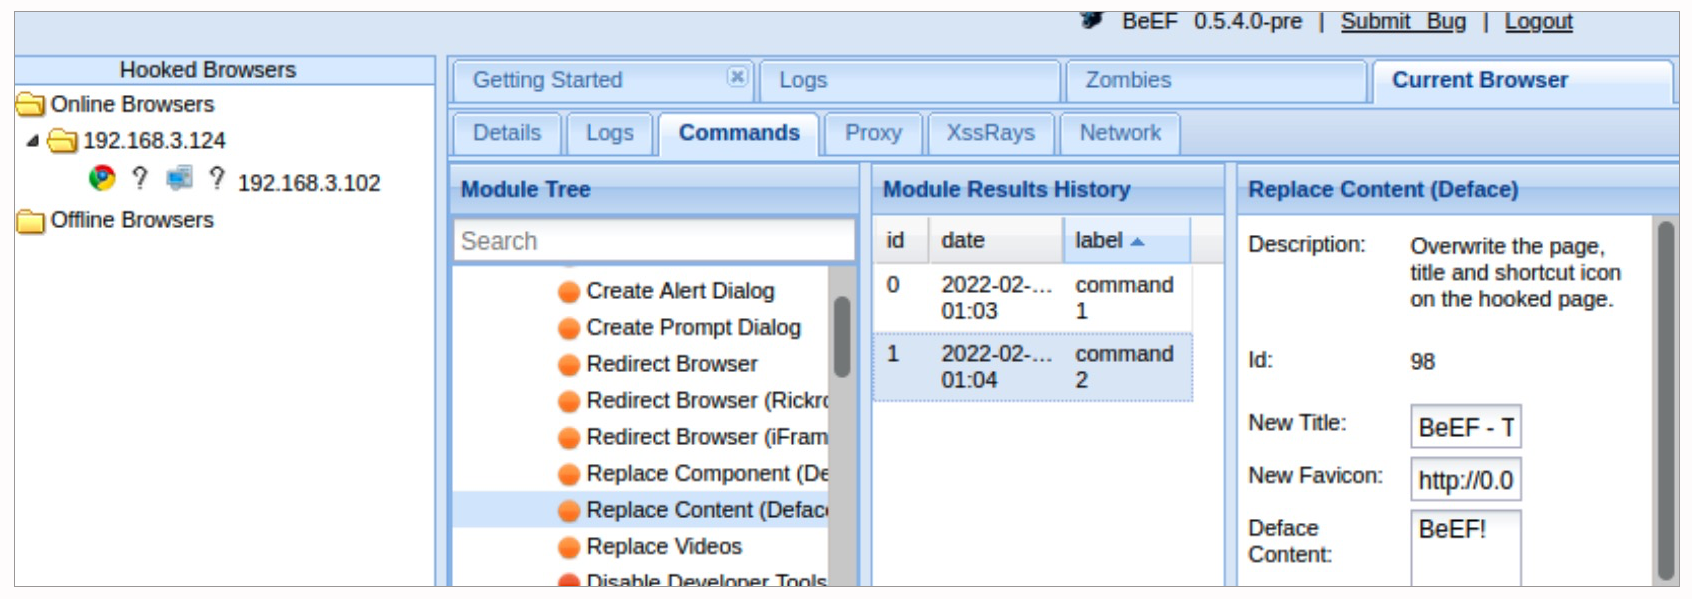 BeEF 0.5.4.0-pre | Submit Bug | Logout
Hooked Browsers
Online Browsers
192.168.3.124
? ? 192.168.3.102
Offline Browsers
Getting Started
Logs
Zombies
Current Browser
Details
Logs
Commands
Proxy
XssRays
Network
Module Tree
Search
Create Alert Dialog
Create Prompt Dialog
Redirect Browser
Redirect Browser (Rickro
Redirect Browser (iFram
Replace Component (De
Replace Content (Deface
Replace Videos
Disable Developer Tools
Module Results History
id date label
0 2022-02-... command
01:03 1
1 2022-02-... command
01:04 2
Replace Content (Deface)
Description: Overwrite the page,
title and shortcut icon
on the hooked page.
Id: 98
New Title: BeEF - T
New Favicon: http://0.0
Deface BeEF!
Content: